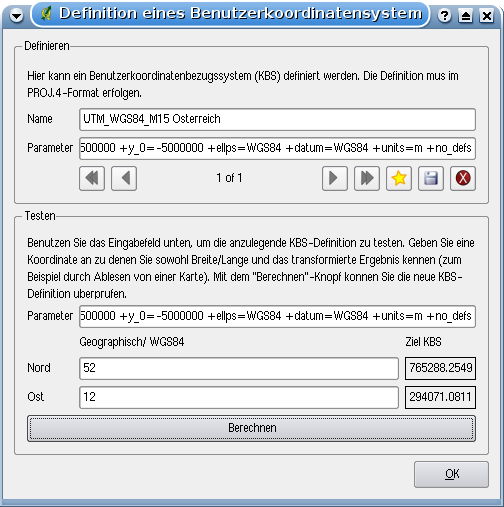 Definition eines Benutzerkoordinatensystem
Definieren
Hier kann ein Benutzerkoordinatenbezugssystem (KBS) definiert werden. Die Definition mus im
PROJ.4-Format erfolgen.
Name UTM_WGS84_M15 Osterreich
Parameter 500000 +y_0=-5000000 +ellps=WGS84 +datum=WGS84 +units=m +no_defs
1 of 1
Testen
Benutzen Sie das Eingabefeld unten, um die anzulegende KBS-Definition zu testen. Geben Sie eine
Koordinate an zu denen Sie sowohl Breite/Lange und das transformierte Ergebnis kennen (zum
Beispiel durch Ablesen von einer Karte). Mit dem "Berechnen"-Knopf konnen Sie die neue KBS-
Definition uberprufen.
Parameter 500000 +y_0=-5000000 +ellps=WGS84 +datum=WGS84 +units=m +no_defs
Geographisch/ WGS84 Ziel KBS
Nord 52 765288.2549
Ost 12 294071.0811
Berechnen
OK